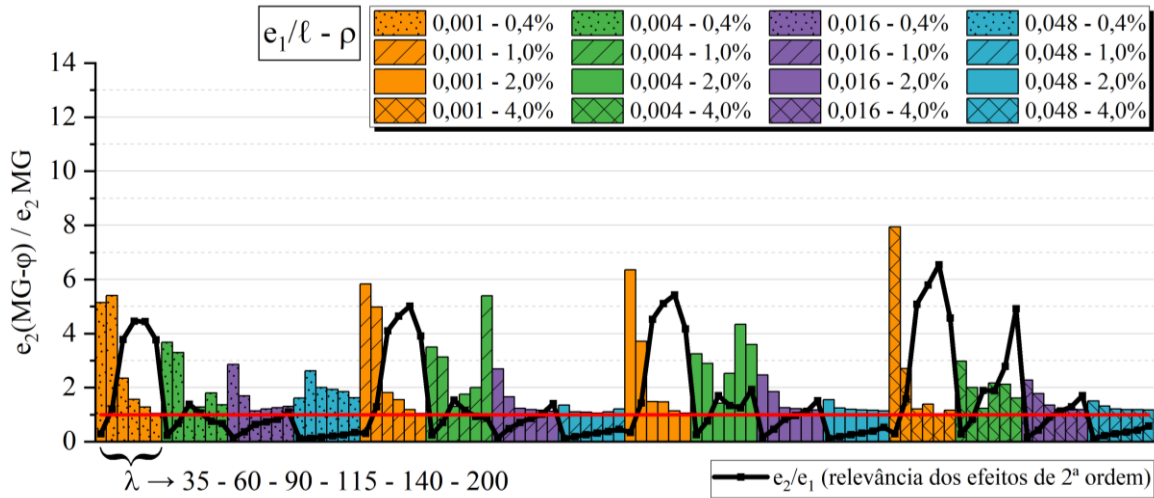 e₁/ℓ - ρ
0,001 - 0,4% 0,004 - 0,4% 0,016 - 0,4% 0,048 - 0,4%
0,001 - 1,0% 0,004 - 1,0% 0,016 - 1,0% 0,048 - 1,0%
0,001 - 2,0% 0,004 - 2,0% 0,016 - 2,0% 0,048 - 2,0%
0,001 - 4,0% 0,004 - 4,0% 0,016 - 4,0% 0,048 - 4,0%
e₂(MG-φ) / e₂ MG
14
12
10
8
6
4
2
0
λ → 35 - 60 - 90 - 115 - 140 - 200
e₂/e₁ (relevância dos efeitos de 2ª ordem)